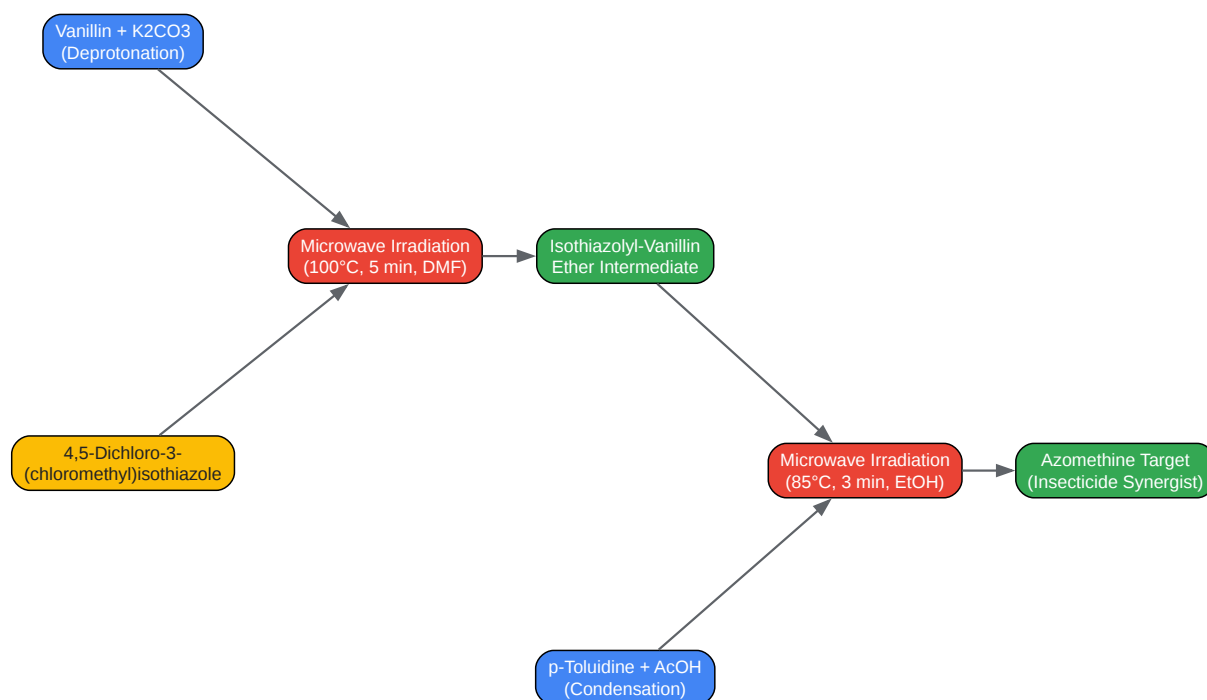 Vanillin + K2CO3
(Deprotonation)
Microwave Irradiation
(100°C, 5 min, DMF)
Isothiazolyl-Vanillin
Ether Intermediate
4,5-Dichloro-3-
(chloromethyl)isothiazole
Microwave Irradiation
(85°C, 3 min, EtOH)
Azomethine Target
(Insecticide Synergist)
p-Toluidine + AcOH
(Condensation)